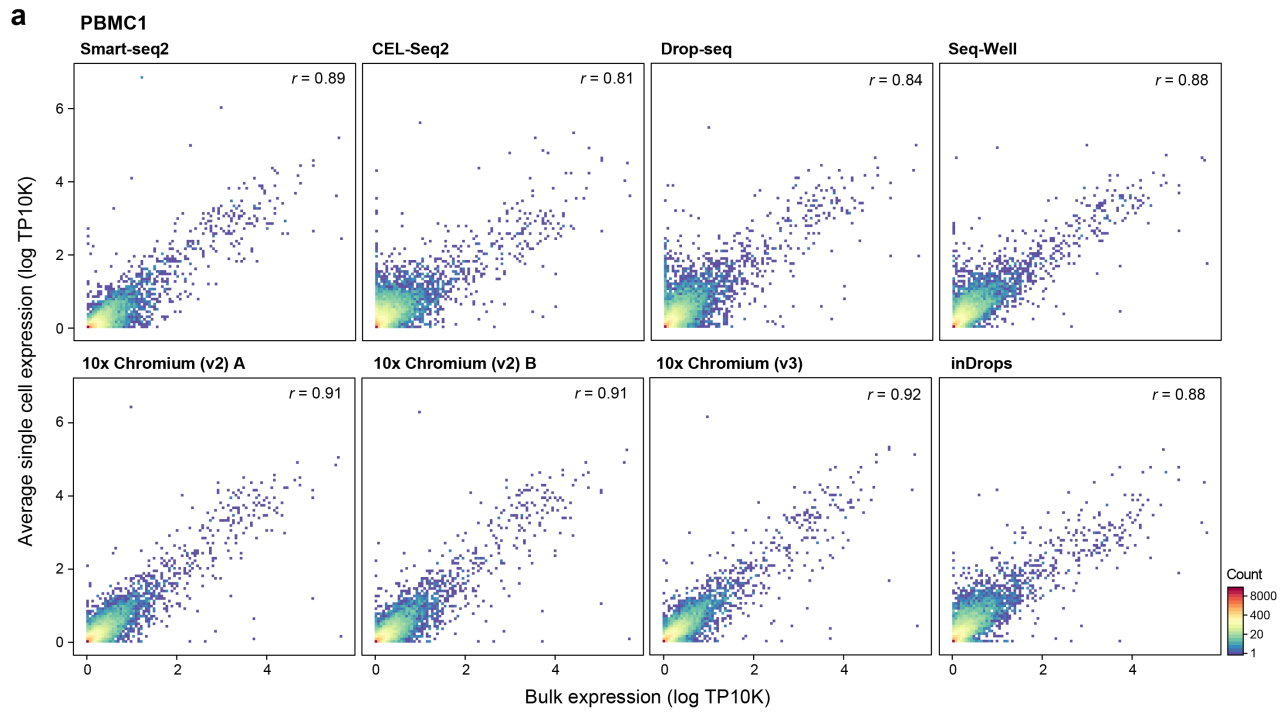 a
PBMC1
Smart-seq2
CEL-Seq2
Drop-seq
Seq-Well
r = 0.89
r = 0.81
r = 0.84
r = 0.88
6
4
2
0
10x Chromium (v2) A
10x Chromium (v2) B
10x Chromium (v3)
inDrops
r = 0.91
r = 0.91
r = 0.92
r = 0.88
6
4
2
0
0 2 4
0 2 4
0 2 4
0 2 4
Average single cell expression (log TP10K)
Bulk expression (log TP10K)
Count
8000
400
20
1